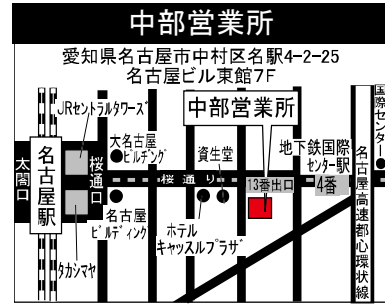 中部営業所
愛知県名古屋市中村区名駅4-2-25
名古屋ビル東館7F
国際センター
JRセントラルタワーズ
中部営業所
大名古屋
ビルヂング
資生堂
地下鉄国際
センター駅
太閤口
名古屋駅
桜通口
桜通り
13番出口
4番
名古屋高速都心環状線
名古屋
ビルディング
ホテル
キャッスルプラザ
タカシマヤ